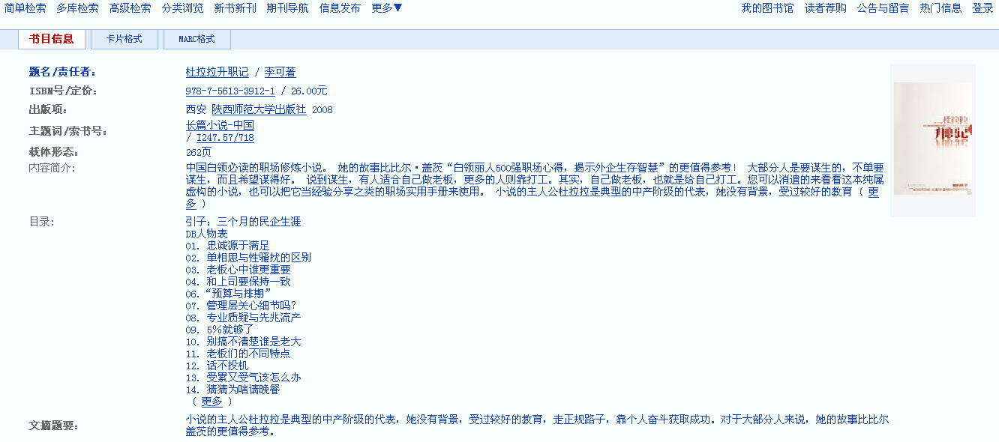 简单检索 多库检索 高级检索 分类浏览 新书新刊 期刊导航 信息发布 更多▼ 我的图书馆 读者荐购 公告与留言 热门信息 登录
书目信息 卡片格式 MARC格式
题名/责任者: 杜拉拉升职记 / 李可著
ISBN号/定价: 978-7-5613-3912-1 / 26.00元
出版项: 西安 陕西师范大学出版社 2008
主题词/索书号: 长篇小说-中国
/ I247.57/718
载体形态: 262页
内容简介: 中国白领必读的职场修炼小说。 她的故事比比尔·盖茨“白领丽人500强职场心得，揭示外企生存智慧”的更值得参考! 大部分人是要谋生的，不单要
谋生，而且希望谋得好。 说到谋生，有人适合自己做老板，更多的人则靠打工。其实，自己做老板，也就是给自己打工。您可以消遣的来看看这本纯属
虚构的小说，也可以把它当经验分享之类的职场实用手册来使用。 小说的主人公杜拉拉是典型的中产阶级的代表，她没有背景，受过较好的教育 ( 更
多 )
目录: 引子：三个月的民企生涯
DB人物表
01. 忠诚源于满足
02. 单相思与性骚扰的区别
03. 老板心中谁更重要
04. 和上司要保持一致
06.“预算与排期”
07. 管理层关心细节吗?
08. 专业质疑与先兆流产
09. 5%就够了
10. 别搞不清楚谁是老大
11. 老板们的不同特点
12. 话不投机
13. 受累又受气该怎么办
14. 猜猜为啥请晚餐
( 更多 )
文摘题要: 小说的主人公杜拉拉是典型的中产阶级的代表，她没有背景，受过较好的教育，走正规路子，靠个人奋斗获取成功。对于大部分人来说，她的故事比比尔
盖茨的更值得参考。
杜拉拉
升职记